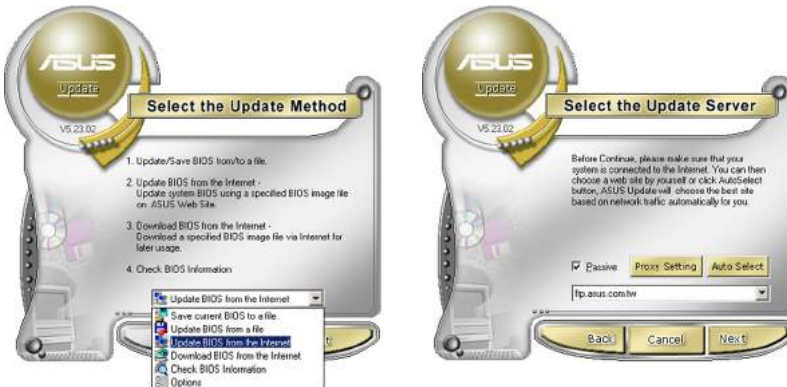 ASUS
Update
V5.23.02
Select the Update Method
1. Update/Save BIOS from/to a file.
2. Update BIOS from the Internet -
Update system BIOS using a specified BIOS image file
on ASUS Web Site.
3. Download BIOS from the Internet -
Download a specified BIOS image file via Internet for
later usage.
4. Check BIOS Information
Update BIOS from the Internet
Save current BIOS to a file
Update BIOS from a file
Update BIOS from the Internet
Download BIOS from the Internet
Check BIOS Information
Options
ASUS
Update
V5.23.02
Select the Update Server
Before Continue, please make sure that your
system is connected to the Internet. You can then
choose a web site by yourself or click AutoSelect
button, ASUS Update will choose the best site
based on network traffic automatically for you.
Passive
Proxy Setting
Auto Select
ftp.asus.com.tw
Back
Cancel
Next